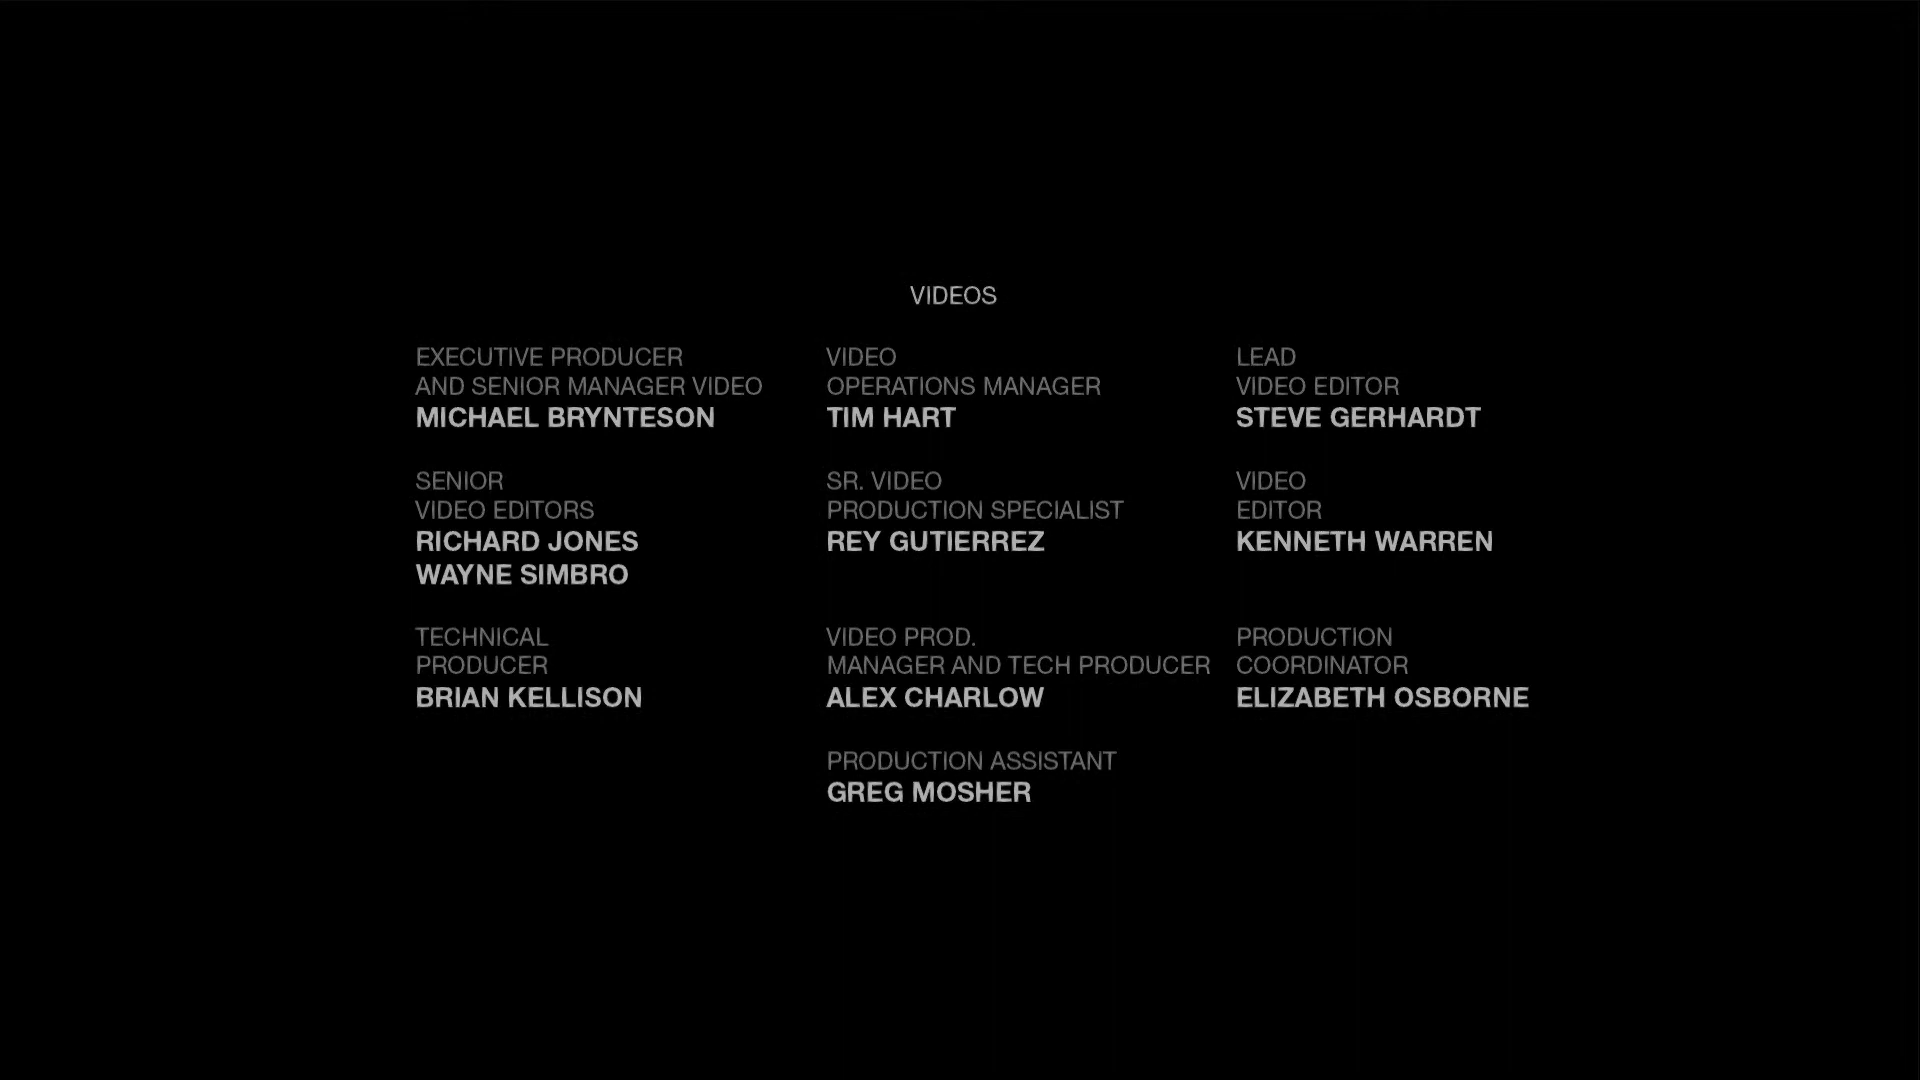 VIDEOS
EXECUTIVE PRODUCER
AND SENIOR MANAGER VIDEO
MICHAEL BRYNTESON
VIDEO
OPERATIONS MANAGER
TIM HART
LEAD
VIDEO EDITOR
STEVE GERHARDT
SENIOR
VIDEO EDITORS
RICHARD JONES
WAYNE SIMBRO
SR. VIDEO
PRODUCTION SPECIALIST
REY GUTIERREZ
VIDEO
EDITOR
KENNETH WARREN
TECHNICAL
PRODUCER
BRIAN KELLISON
VIDEO PROD.
MANAGER AND TECH PRODUCER
ALEX CHARLOW
PRODUCTION
COORDINATOR
ELIZABETH OSBORNE
PRODUCTION ASSISTANT
GREG MOSHER